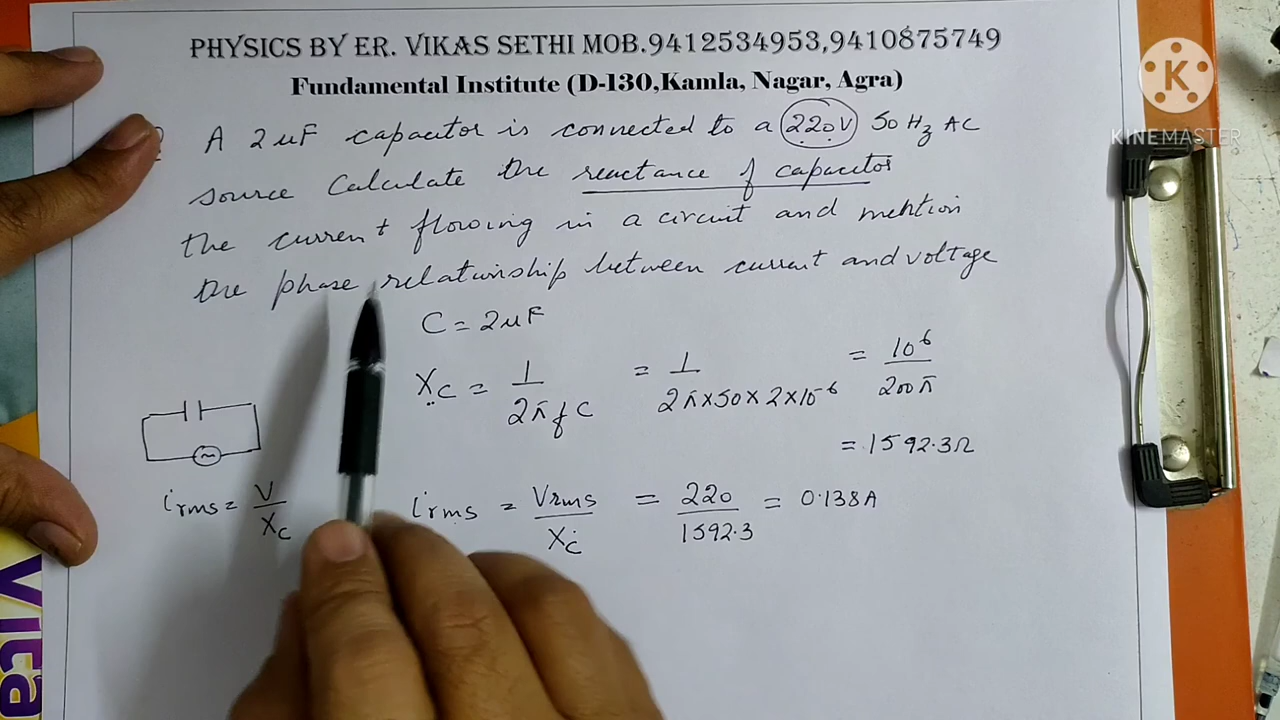 PHYSICS BY ER. VIKAS SETHI MOB.9412534953,9410875749
Fundamental Institute (D-130,Kamla, Nagar, Agra)
KINEMASTER
A 2uF capacitor is connected to a 220V 50 Hz AC
source Calculate the reactance of capacitor
the current flowing in a circuit and mention
the phase relationship between current and voltage
C = 2uF
Xc = 1 / 2π f C = 1 / 2π×50×2×10⁻⁶ = 10⁶ / 200π
= 1592.3Ω
irms = V / Xc irms = Vrms / Xc = 220 / 1592.3 = 0.138A
Vita